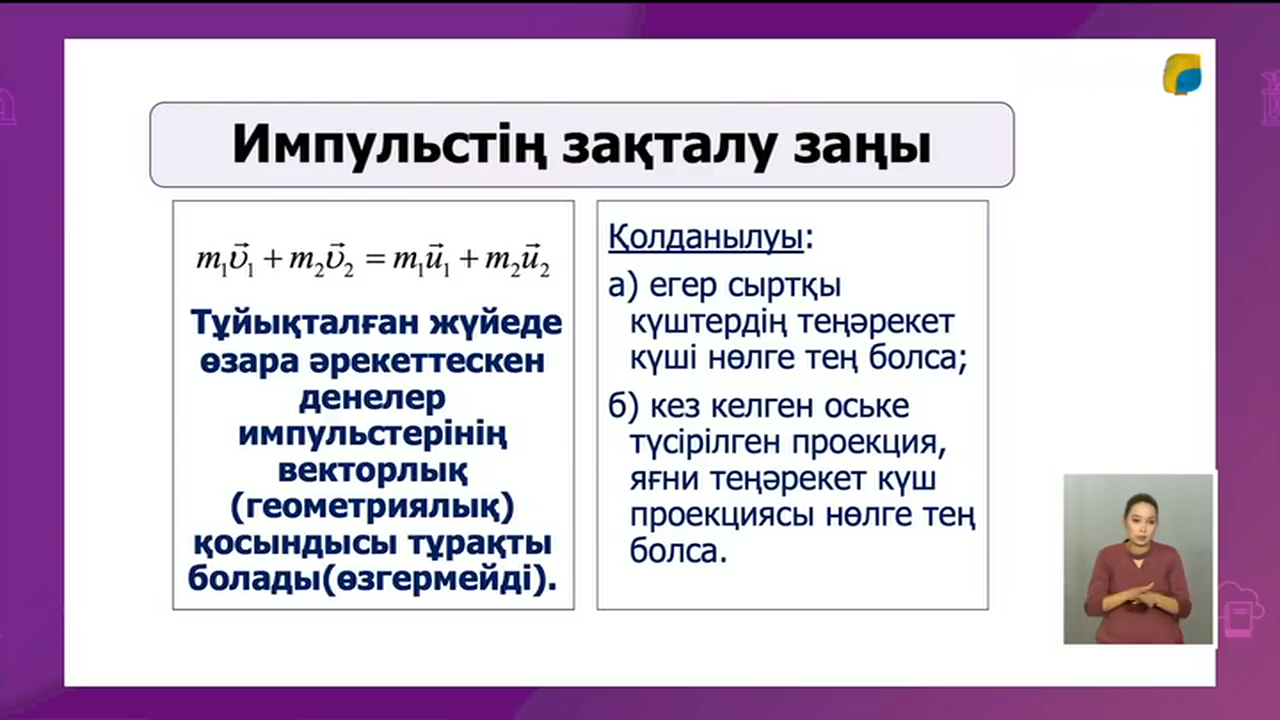 Импульстің зақталу заңы
m₁υ⃗₁ + m₂υ⃗₂ = m₁u⃗₁ + m₂u⃗₂
Тұйықталған жүйеде
өзара әрекеттескен
денелер
импульстерінің
векторлық
(геометриялық)
қосындысы тұрақты
болады(өзгермейді).
Қолданылуы:
а) егер сыртқы
күштердің теңәрекет
күші нөлге тең болса;
б) кез келген оське
түсірілген проекция,
яғни теңәрекет күш
проекциясы нөлге тең
болса.